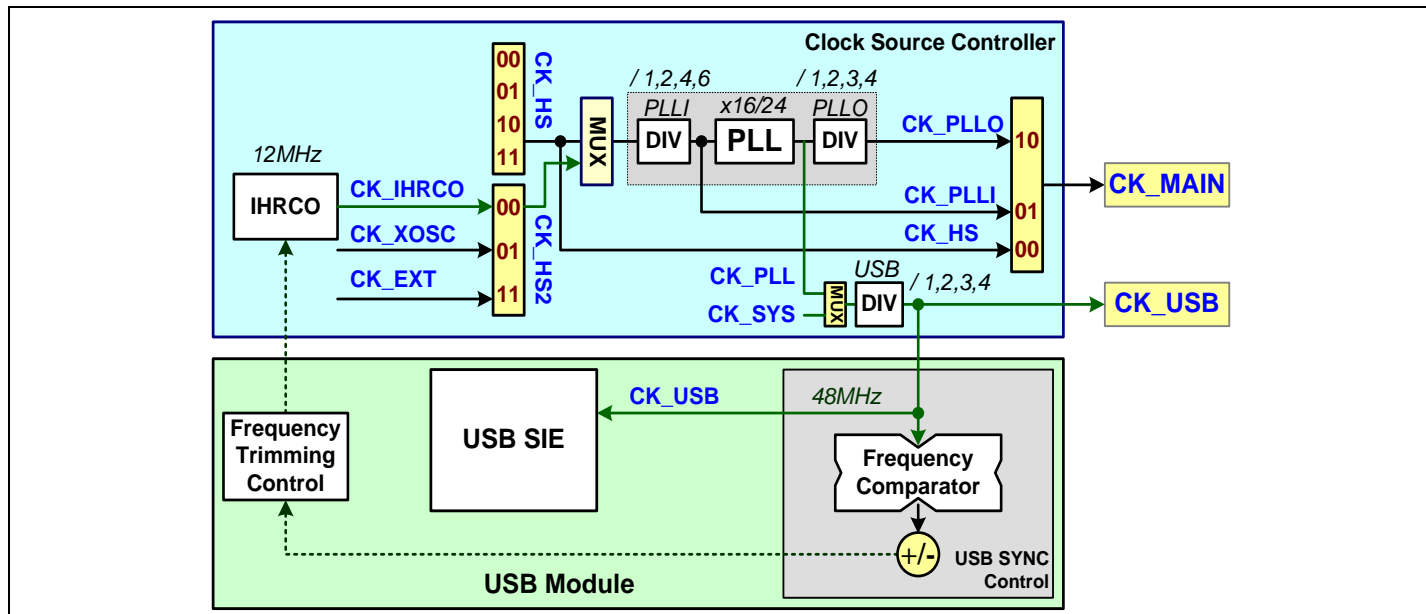 Clock Source Controller
00
01
10
11
CK_HS
MUX
/ 1,2,4,6
PLLI
DIV
x16/24
PLL
/ 1,2,3,4
PLLO
DIV
CK_PLLO
10
CK_MAIN
CK_PLLI
01
CK_HS
00
12MHz
IHRCO
CK_IHRCO
00
CK_XOSC
01
CK_EXT
11
CK_HS2
CK_PLL
CK_SYS
MUX
USB
DIV
/ 1,2,3,4
CK_USB
Frequency
Trimming
Control
USB SIE
CK_USB
48MHz
Frequency
Comparator
+/-
USB SYNC
Control
USB Module